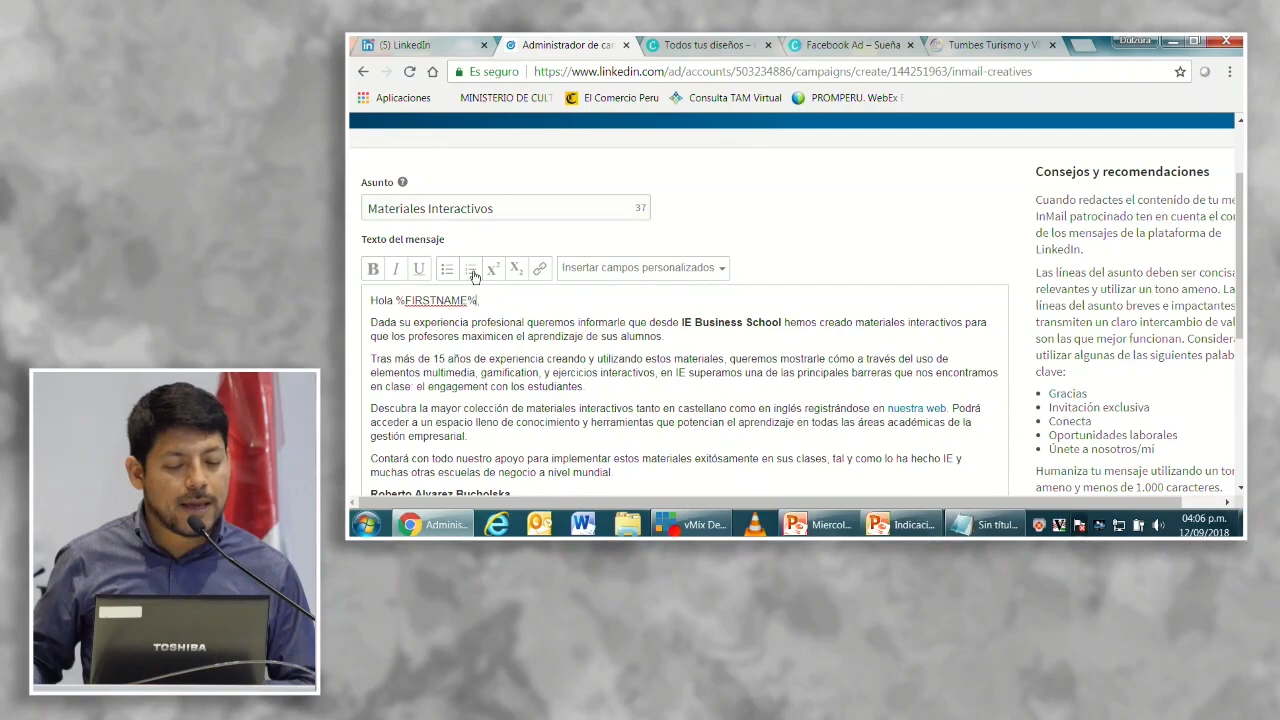 (5) LinkedIn
Administrador de ca
Todos tus diseños –
Facebook Ad – Sueña
Tumbes Turismo y V
Dulzura
Es seguro https://www.linkedin.com/ad/accounts/503234886/campaigns/create/144251963/inmail-creatives
Aplicaciones MINISTERIO DE CULT El Comercio Peru Consulta TAM Virtual PROMPERU. WebEx E
Asunto ?
Materiales Interactivos 37
Texto del mensaje
B I U X² X₂ Insertar campos personalizados
Hola %FIRSTNAME%,
Dada su experiencia profesional queremos informarle que desde IE Business School hemos creado materiales interactivos para
que los profesores maximicen el aprendizaje de sus alumnos.
Tras más de 15 años de experiencia creando y utilizando estos materiales, queremos mostrarle cómo a través del uso de
elementos multimedia, gamification, y ejercicios interactivos, en IE superamos una de las principales barreras que nos encontramos
en clase: el engagement con los estudiantes.
Descubra la mayor colección de materiales interactivos tanto en castellano como en inglés registrándose en nuestra web. Podrá
acceder a un espacio lleno de conocimiento y herramientas que potencian el aprendizaje en todas las áreas académicas de la
gestión empresarial.
Contará con todo nuestro apoyo para implementar estos materiales exitósamente en sus clases, tal y como lo ha hecho IE y
muchas otras escuelas de negocio a nivel mundial.
Roberto Alvarez Bucholska
Consejos y recomendaciones
Cuando redactes el contenido de tu me
InMail patrocinado ten en cuenta el con
de los mensajes de la plataforma de
LinkedIn.
Las líneas del asunto deben ser concisa
relevantes y utilizar un tono ameno. La
líneas del asunto breves e impactantes
transmiten un claro intercambio de val
son las que mejor funcionan. Considera
utilizar algunas de las siguientes palab
clave:
• Gracias
• Invitación exclusiva
• Conecta
• Oportunidades laborales
• Únete a nosotros/mí
Humaniza tu mensaje utilizando un ton
ameno y menos de 1.000 caracteres.
Adminis... vMix De... Miercol... Indicaci... Sin títul...
04:06 p.m.
12/09/2018
TOSHIBA